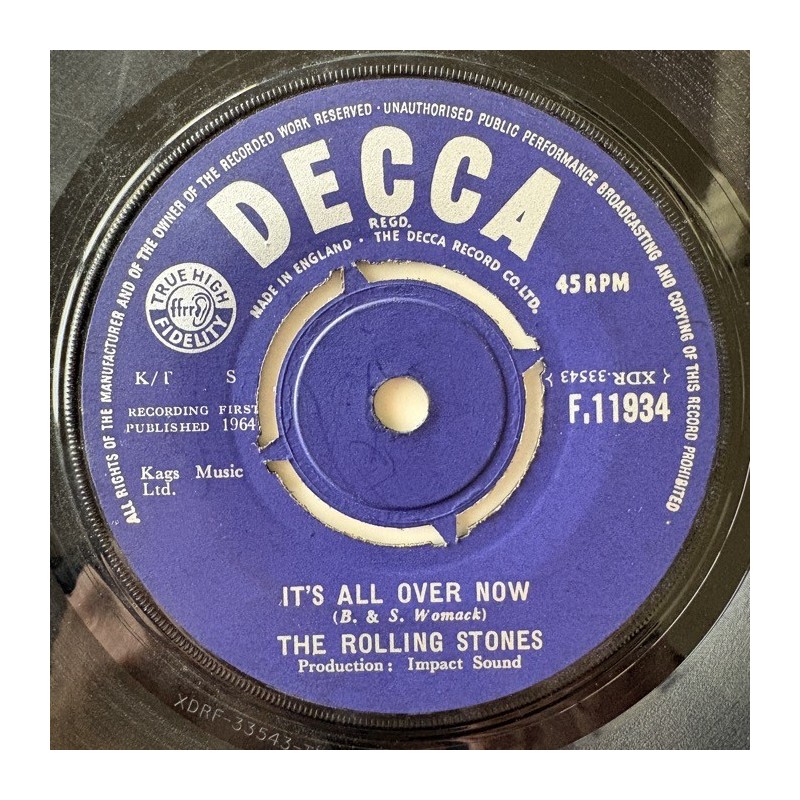 ALL RIGHTS OF THE MANUFACTURER AND OF THE OWNER OF THE RECORDED WORK RESERVED · UNAUTHORISED PUBLIC PERFORMANCE BROADCASTING AND COPYING OF THIS RECORD PROHIBITED
DECCA
REGD.
MADE IN ENGLAND · THE DECCA RECORD CO. LTD.
TRUE HIGH
ffrr
FIDELITY
45 RPM
K/T S
XDR.33543
RECORDING FIRST
PUBLISHED 1964
F.11934
Kags Music
Ltd.
IT'S ALL OVER NOW
(B. & S. Womack)
THE ROLLING STONES
Production: Impact Sound
XDRF-33543-